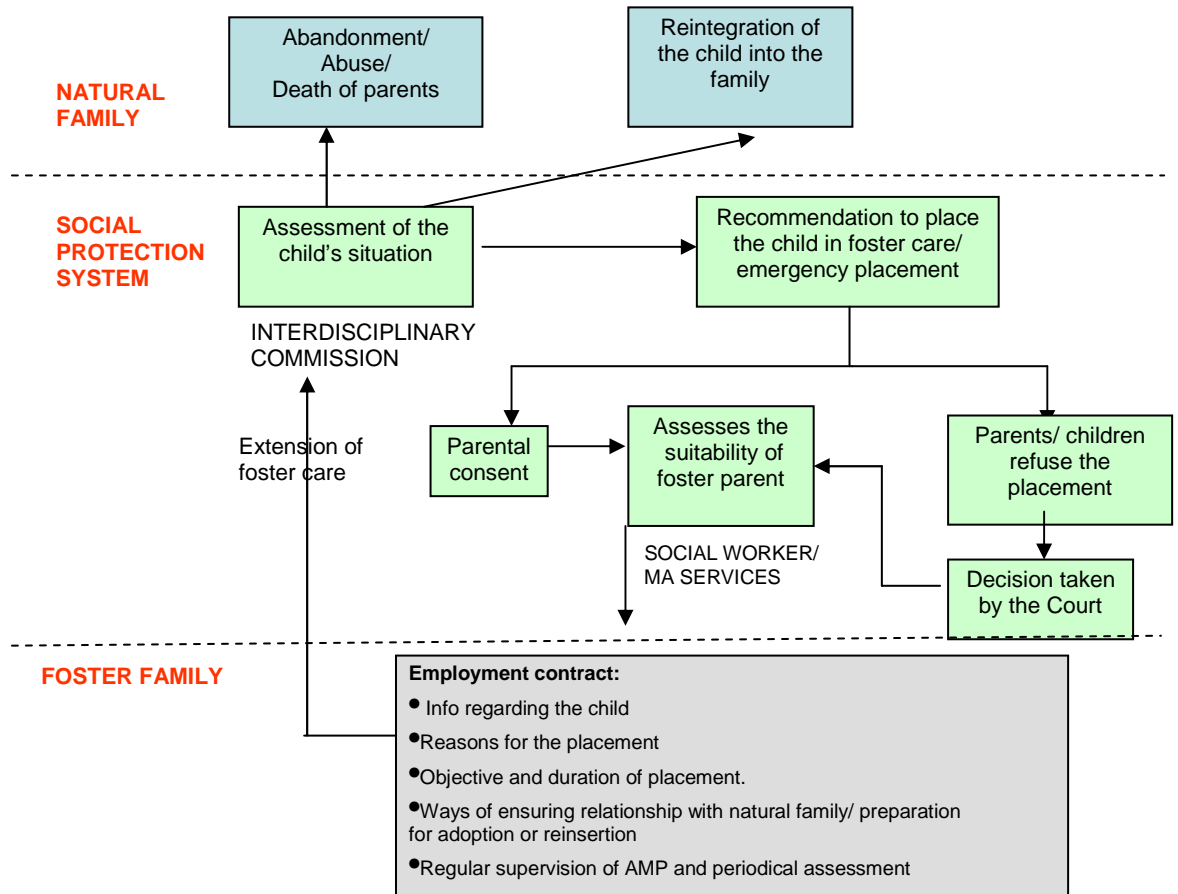 Abandonment/
Abuse/
Death of parents
Reintegration of
the child into the
family
NATURAL
FAMILY
SOCIAL
PROTECTION
SYSTEM
Assessment of the
child's situation
Recommendation to place
the child in foster care/
emergency placement
INTERDISCIPLINARY
COMMISSION
Extension of
foster care
Parental
consent
Assesses the
suitability of
foster parent
Parents/ children
refuse the
placement
SOCIAL WORKER/
MA SERVICES
Decision taken
by the Court
FOSTER FAMILY
Employment contract:
• Info regarding the child
•Reasons for the placement
•Objective and duration of placement.
•Ways of ensuring relationship with natural family/ preparation
for adoption or reinsertion
•Regular supervision of AMP and periodical assessment